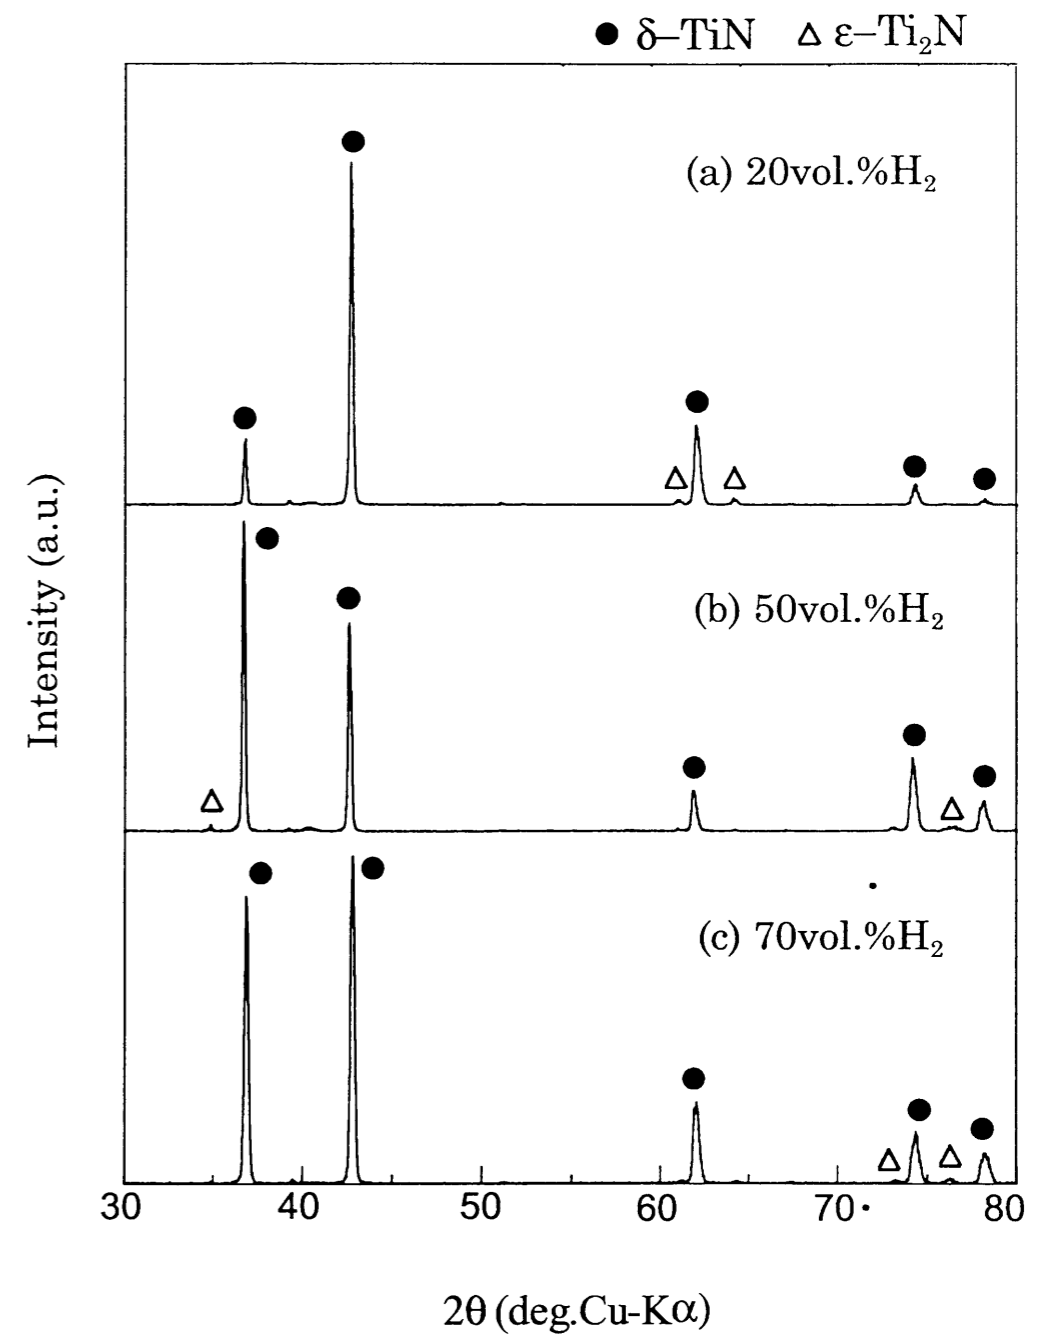 ● δ–TiN △ ε–Ti₂N
(a) 20vol.%H₂
(b) 50vol.%H₂
(c) 70vol.%H₂
Intensity (a.u.)
30 40 50 60 70 80
2θ (deg.Cu-Kα)